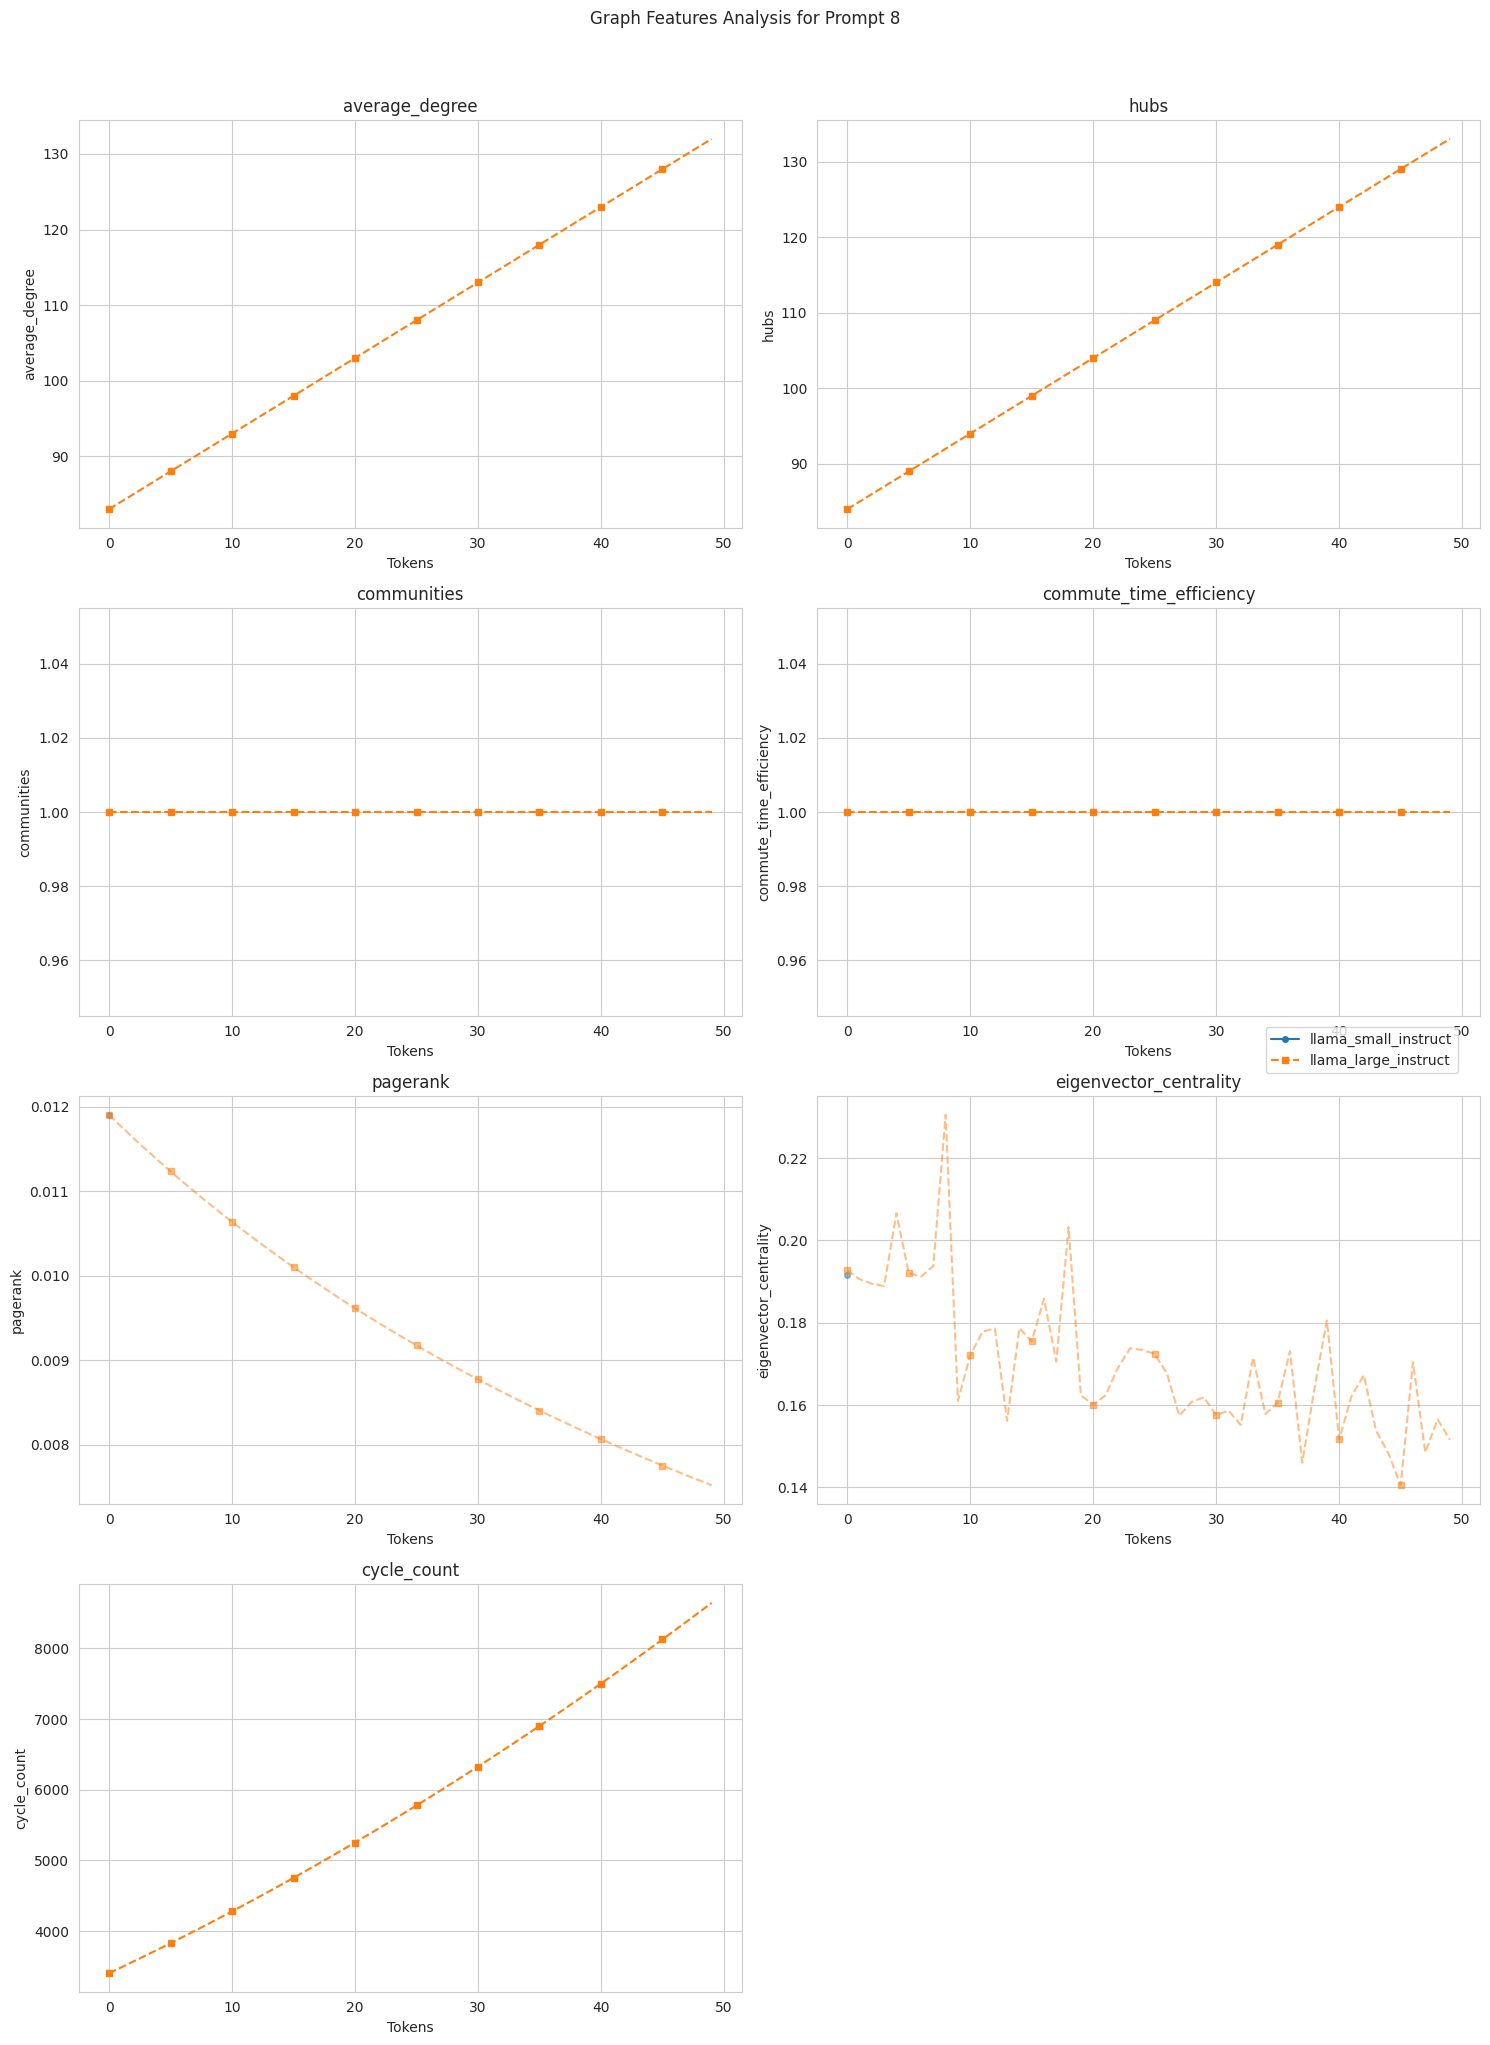 Graph Features Analysis for Prompt 8
average_degree
average_degree
130
120
110
100
90
0 10 20 30 40 50
Tokens
hubs
hubs
130
120
110
100
90
0 10 20 30 40 50
Tokens
communities
communities
1.04
1.02
1.00
0.98
0.96
0 10 20 30 40 50
Tokens
commute_time_efficiency
commute_time_efficiency
1.04
1.02
1.00
0.98
0.96
0 10 20 30 40 50
Tokens
llama_small_instruct
llama_large_instruct
pagerank
pagerank
0.012
0.011
0.010
0.009
0.008
0 10 20 30 40 50
Tokens
eigenvector_centrality
eigenvector_centrality
0.22
0.20
0.18
0.16
0.14
0 10 20 30 40 50
Tokens
cycle_count
cycle_count
8000
7000
6000
5000
4000
0 10 20 30 40 50
Tokens